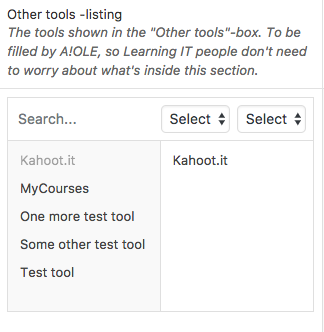 Other tools -listing
The tools shown in the "Other tools"-box. To be
filled by A!OLE, so Learning IT people don't need
to worry about what's inside this section.
Search...
Select
Select
Kahoot.it
MyCourses
One more test tool
Some other test tool
Test tool
Kahoot.it